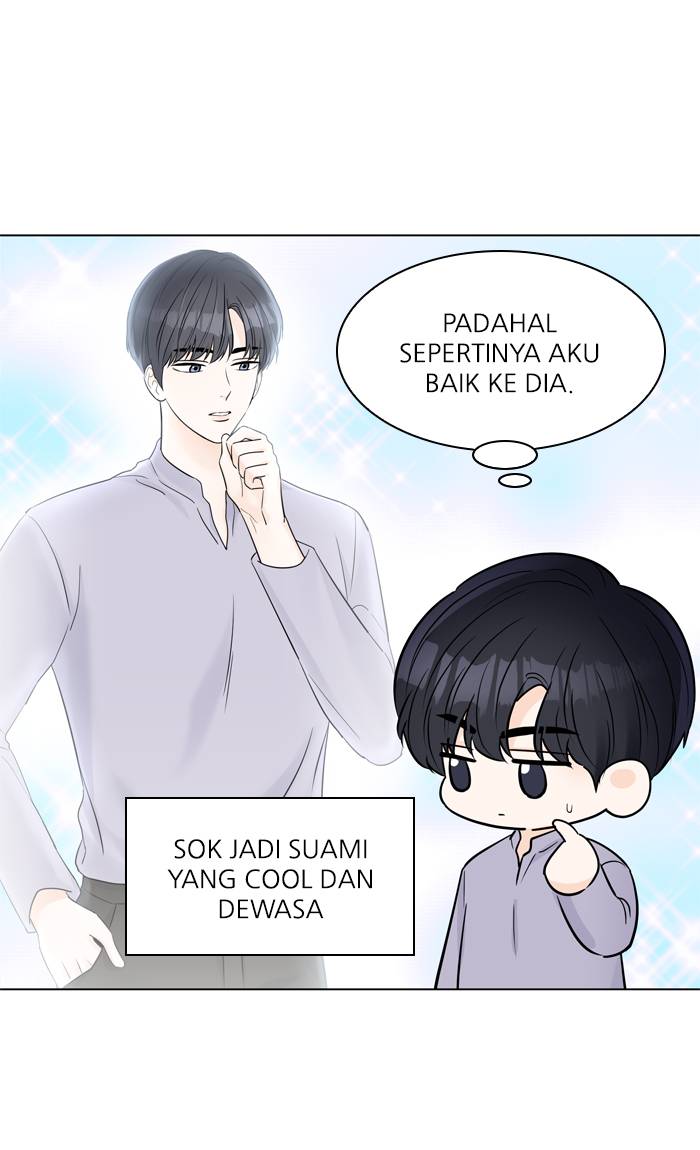 PADAHAL
SEPERTINYA AKU
BAIK KE DIA.
SOK JADI SUAMI
YANG COOL DAN
DEWASA